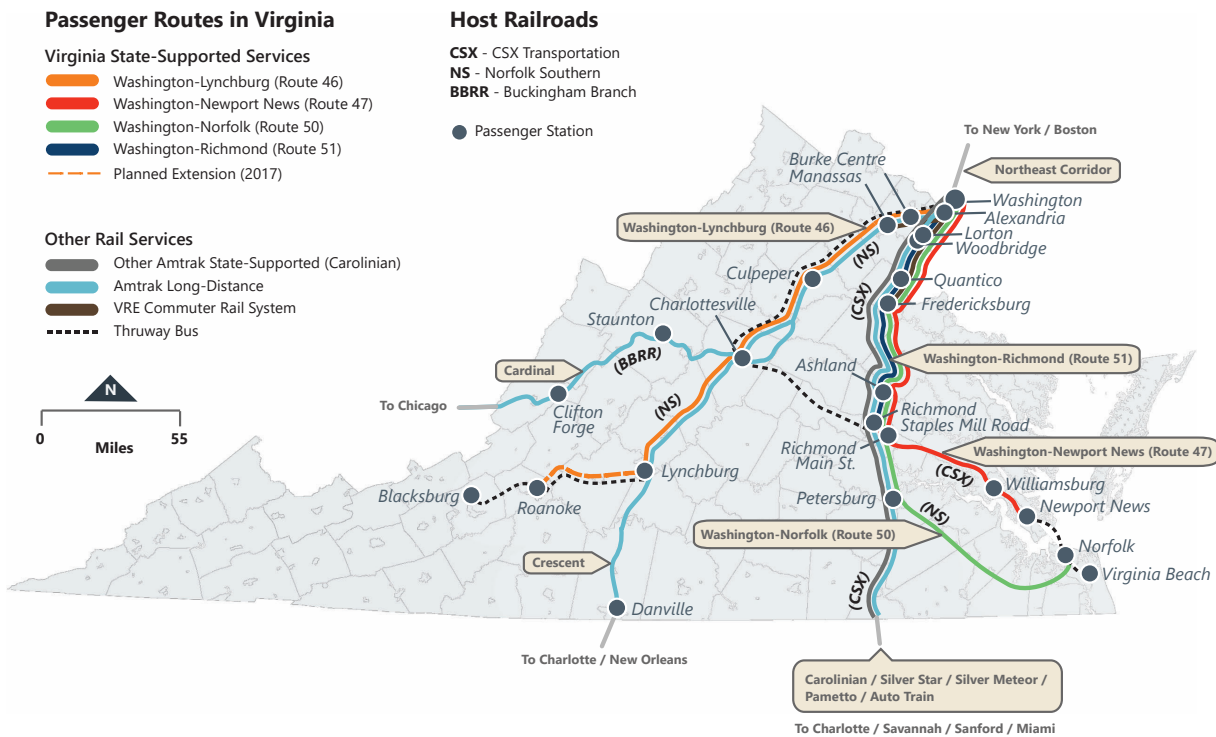 Passenger Routes in Virginia
Virginia State-Supported Services
Washington-Lynchburg (Route 46)
Washington-Newport News (Route 47)
Washington-Norfolk (Route 50)
Washington-Richmond (Route 51)
Planned Extension (2017)
Other Rail Services
Other Amtrak State-Supported (Carolinian)
Amtrak Long-Distance
VRE Commuter Rail System
Thruway Bus
N
0
55
Miles
Host Railroads
CSX - CSX Transportation
NS - Norfolk Southern
BBRR - Buckingham Branch
Passenger Station
To New York / Boston
Northeast Corridor
Burke Centre
Manassas
Washington
Alexandria
Lorton
Woodbridge
Washington-Lynchburg (Route 46)
(NS)
Culpeper
Quantico
(CSX)
Fredericksburg
Charlottesville
Staunton
(BBRR)
Cardinal
Washington-Richmond (Route 51)
Ashland
To Chicago
Clifton
Forge
(NS)
Richmond
Staples Mill Road
Richmond
Main St.
Washington-Newport News (Route 47)
(CSX)
Lynchburg
Blacksburg
Roanoke
Williamsburg
Petersburg
Newport News
(NS)
Washington-Norfolk (Route 50)
Norfolk
Virginia Beach
Crescent
(CSX)
Danville
To Charlotte / New Orleans
Carolinian / Silver Star / Silver Meteor /
Pametto / Auto Train
To Charlotte / Savannah / Sanford / Miami